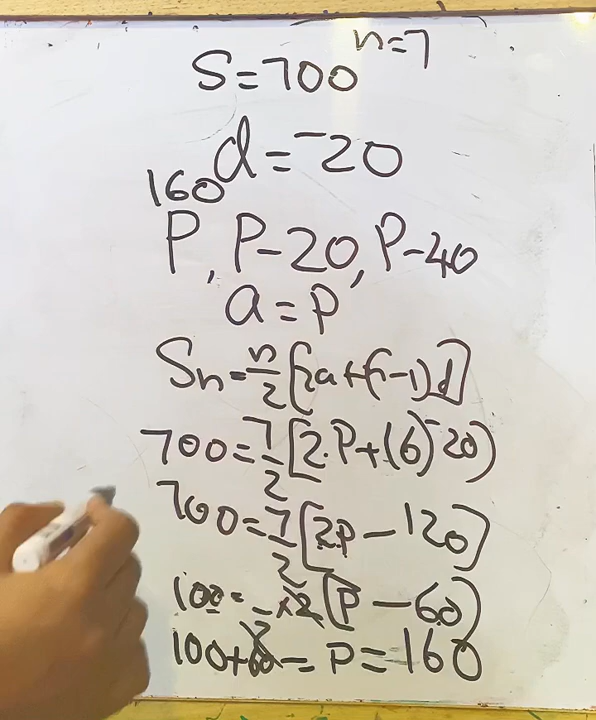 n=7
S=700
d=-20
160
P, P-20, P-40
a=P
Sn=n/2[2a+(n-1)d]
700=7/2[2.P+(6)-20)
700=7/2[2P-120]
100= (P-60)
100+60=P=160